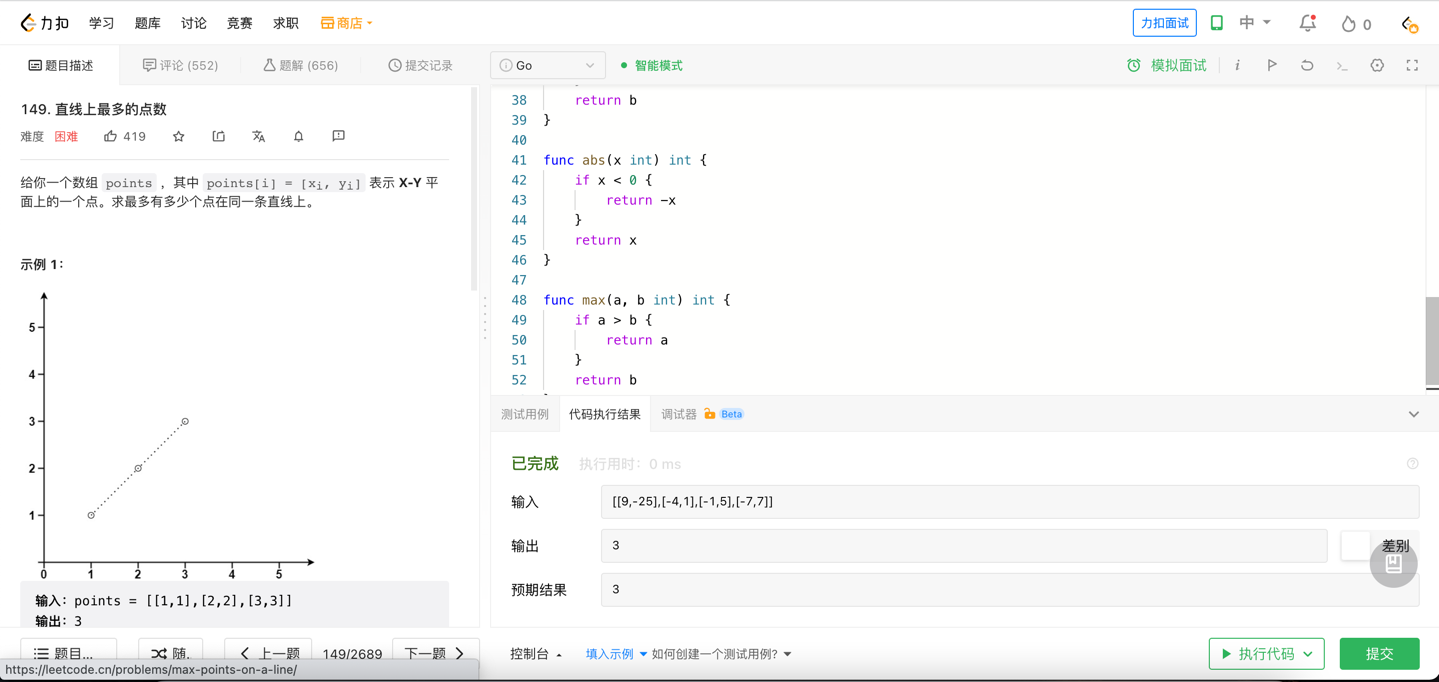 力扣 学习 题库 讨论 竞赛 求职 商店 力扣面试 中 0
题目描述 评论 (552) 题解 (656) 提交记录
i Go 智能模式 模拟面试 i
149. 直线上最多的点数
难度 困难 419
给你一个数组 points ，其中 points[i] = [xi, yi] 表示 X-Y 平
面上的一个点。求最多有多少个点在同一条直线上。
示例 1：
5
4
3
2
1
0 1 2 3 4 5
输入：points = [[1,1],[2,2],[3,3]]
输出：3
题目... 随. 上一题 149/2689 下一题
https://leetcode.cn/problems/max-points-on-a-line/
38 return b
39 }
40
41 func abs(x int) int {
42 if x < 0 {
43 return -x
44 }
45 return x
46 }
47
48 func max(a, b int) int {
49 if a > b {
50 return a
51 }
52 return b
测试用例 代码执行结果 调试器 Beta
已完成 执行用时：0 ms
输入 [[9,-25],[-4,1],[-1,5],[-7,7]]
输出 3 差别
预期结果 3
控制台 填入示例 如何创建一个测试用例? 执行代码 提交